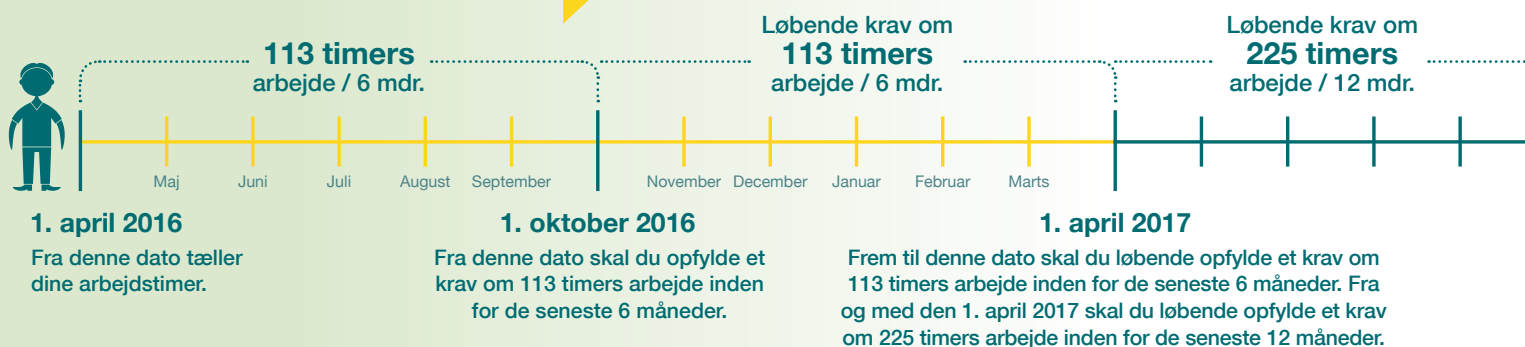 113 timers
arbejde / 6 mdr.
Løbende krav om
113 timers
arbejde / 6 mdr.
Løbende krav om
225 timers
arbejde / 12 mdr.
Maj
Juni
Juli
August
September
November
December
Januar
Februar
Marts
1. april 2016
Fra denne dato tæller
dine arbejdstimer.
1. oktober 2016
Fra denne dato skal du opfylde et
krav om 113 timers arbejde inden
for de seneste 6 måneder.
1. april 2017
Frem til denne dato skal du løbende opfylde et krav om
113 timers arbejde inden for de seneste 6 måneder. Fra
og med den 1. april 2017 skal du løbende opfylde et krav
om 225 timers arbejde inden for de seneste 12 måneder.